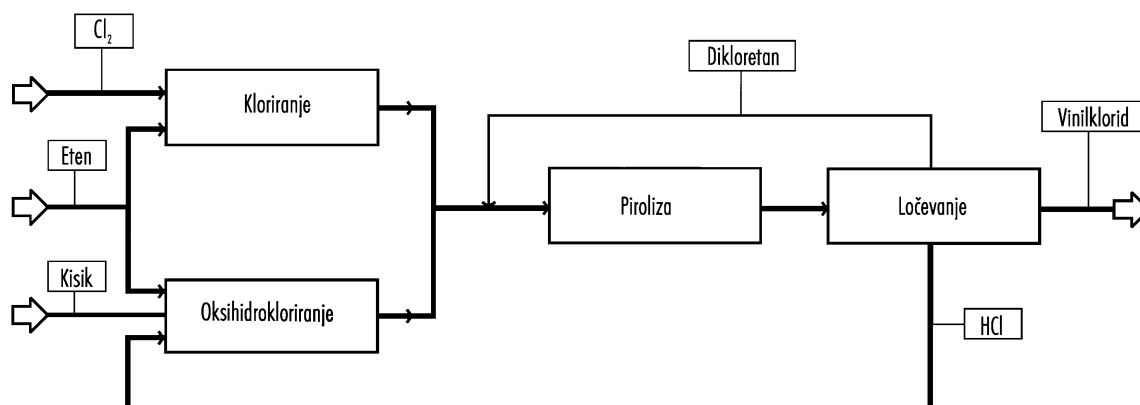 Cl₂
Dikloretan
Kloriranje
Vinilklorid
Eten
Piroliza
Ločevanje
Kisik
Oksihidrokloriranje
HCl